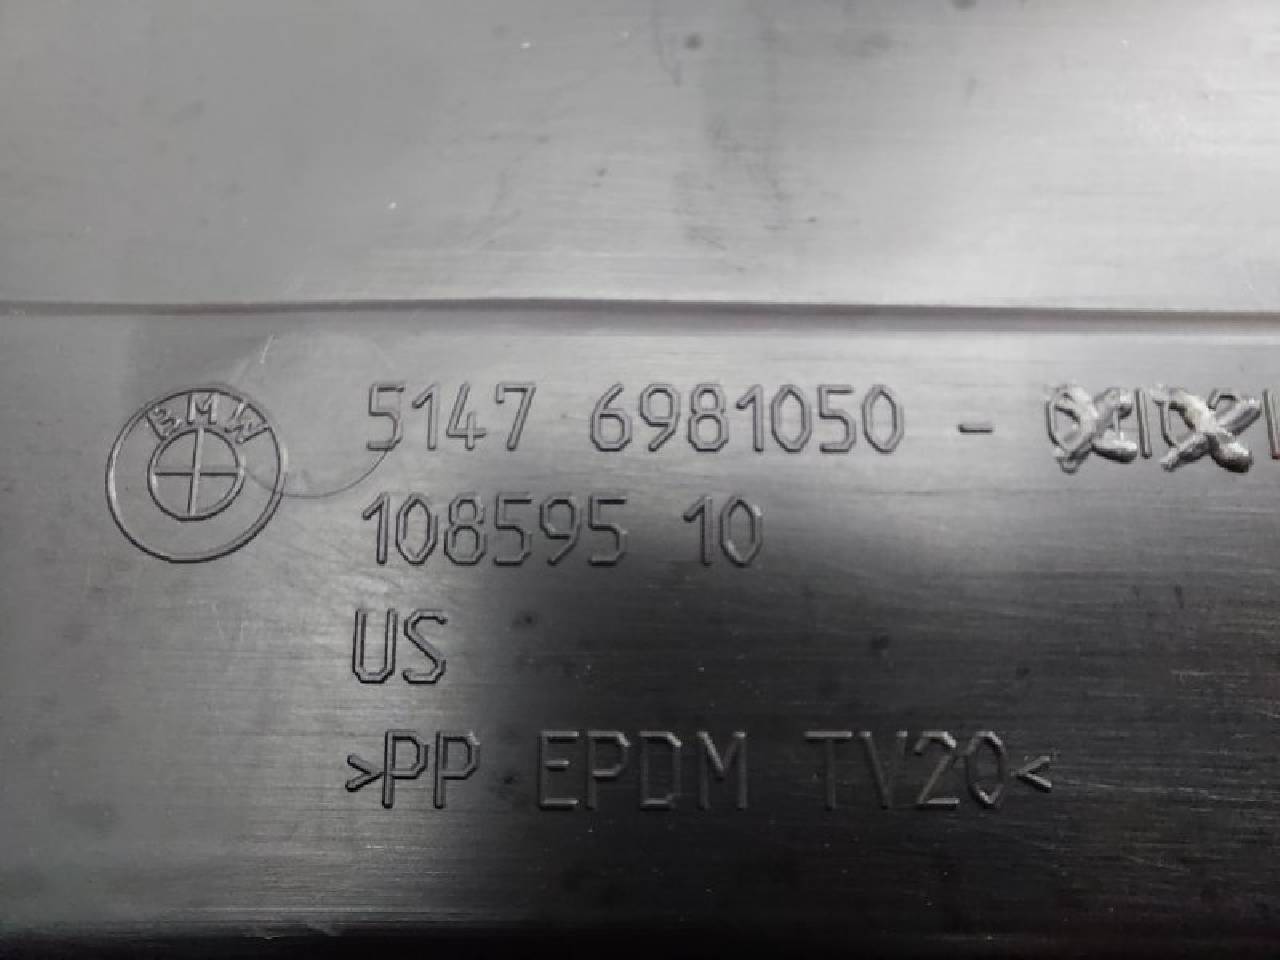 BMW
5147 6981050 -
108595 10
US
>PP EPDM TV20<